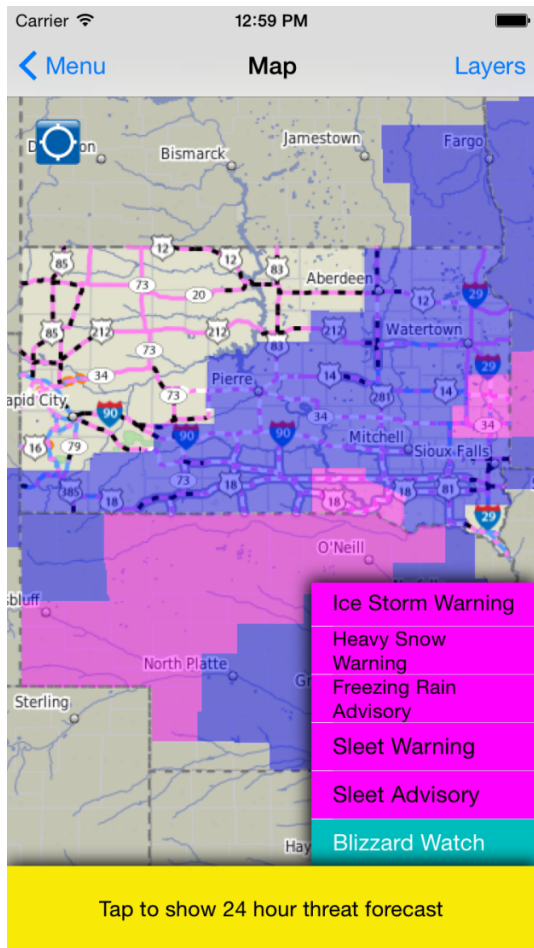 Carrier 12:59 PM
Menu Map Layers
Jamestown Fargo
Bismarck
12 12
85 83
73 Aberdeen
20 12 29
85 212 212 212 Watertown
83
73 29
34 Pierre 14 14
73 281
34 34
90
90 90 Mitchell
16 79 Sioux Falls
385 73 18 81
18 18 18
29
O'Neill
North Platte
Sterling
Ice Storm Warning
Heavy Snow
Warning
Freezing Rain
Advisory
Sleet Warning
Sleet Advisory
Blizzard Watch
Tap to show 24 hour threat forecast